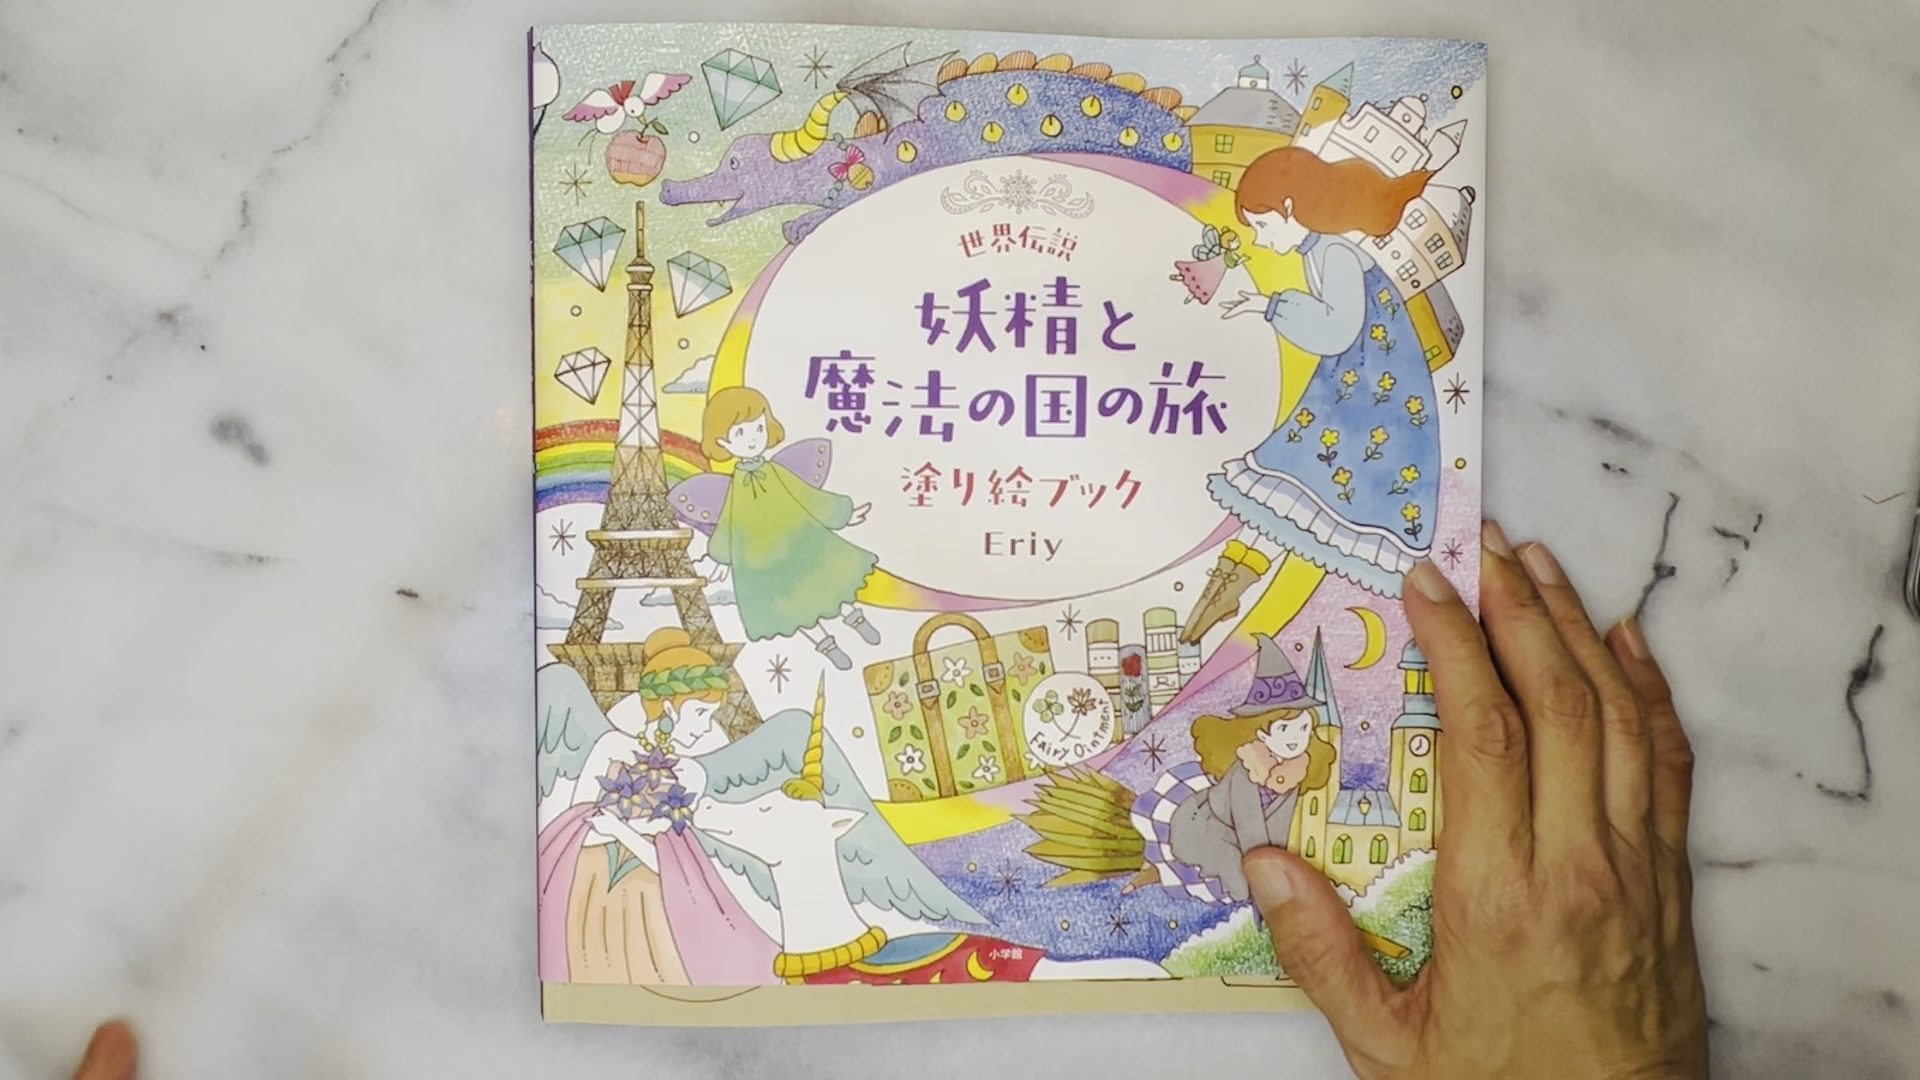 世界伝説
妖精と
魔法の国の旅
塗り絵ブック
Eriy
Fairy Ointment
小学館